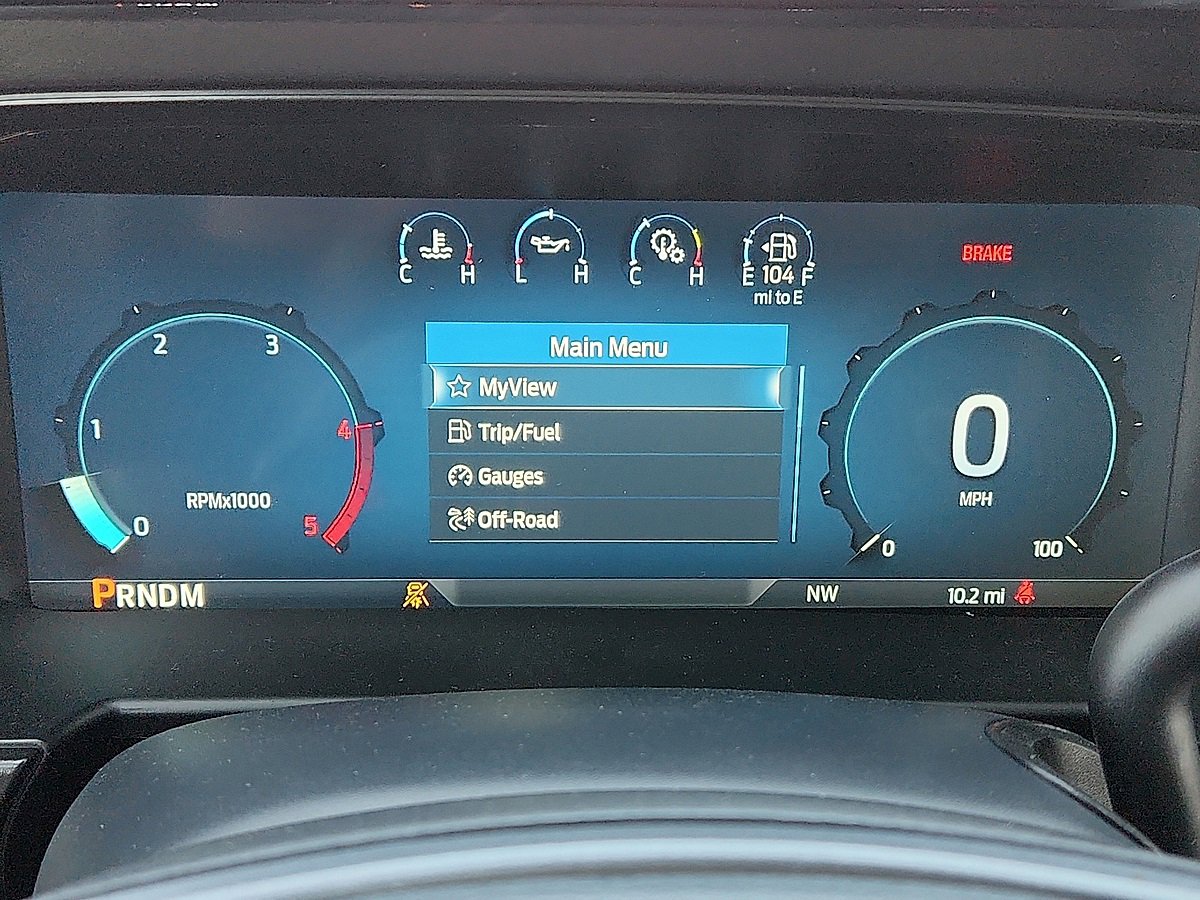 C H
L H
C H
E 104 F
mi to E
BRAKE
1
2
3
4
5
0
RPMx1000
Main Menu
MyView
Trip/Fuel
Gauges
Off-Road
0
MPH
0
100
PRNDM
NW
10.2 mi